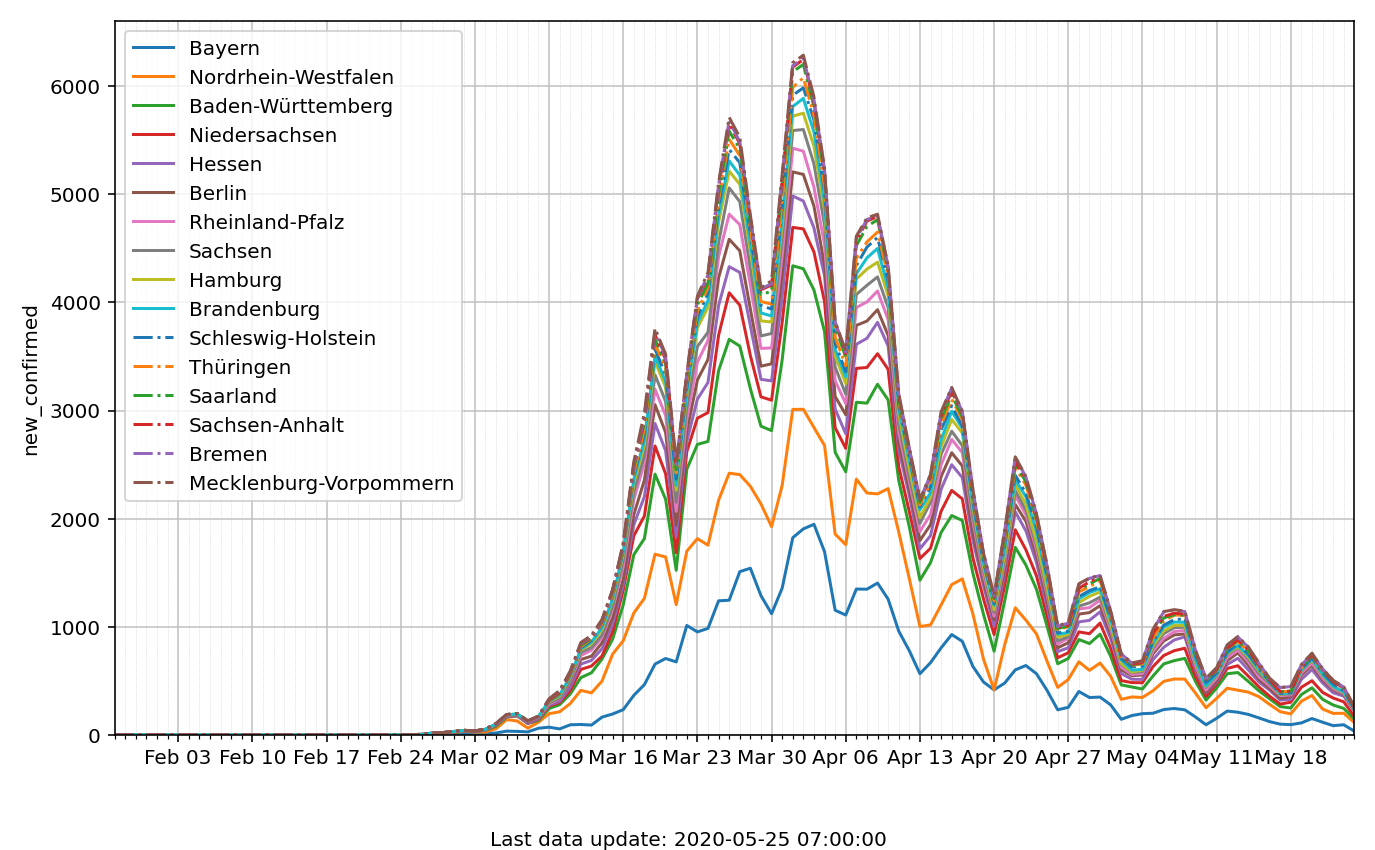 6000
5000
4000
3000
2000
1000
0
new_confirmed
Bayern
Nordrhein-Westfalen
Baden-Württemberg
Niedersachsen
Hessen
Berlin
Rheinland-Pfalz
Sachsen
Hamburg
Brandenburg
Schleswig-Holstein
Thüringen
Saarland
Sachsen-Anhalt
Bremen
Mecklenburg-Vorpommern
Feb 03 Feb 10 Feb 17 Feb 24 Mar 02 Mar 09 Mar 16 Mar 23 Mar 30 Apr 06 Apr 13 Apr 20 Apr 27 May 04 May 11 May 18
Last data update: 2020-05-25 07:00:00